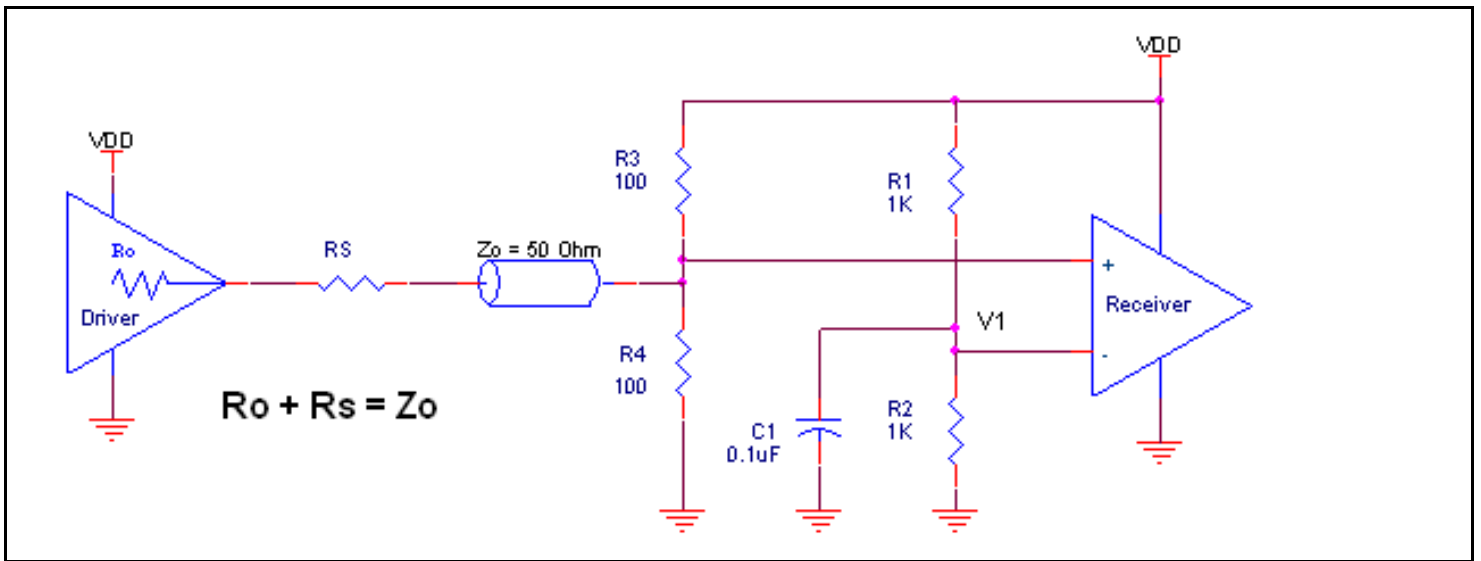 VDD
VDD
R3
100
R1
1K
Ro
RS
Zo = 50 Ohm
+
Driver
Receiver
V1
-
R4
100
Ro + Rs = Zo
C1
0.1uF
R2
1K